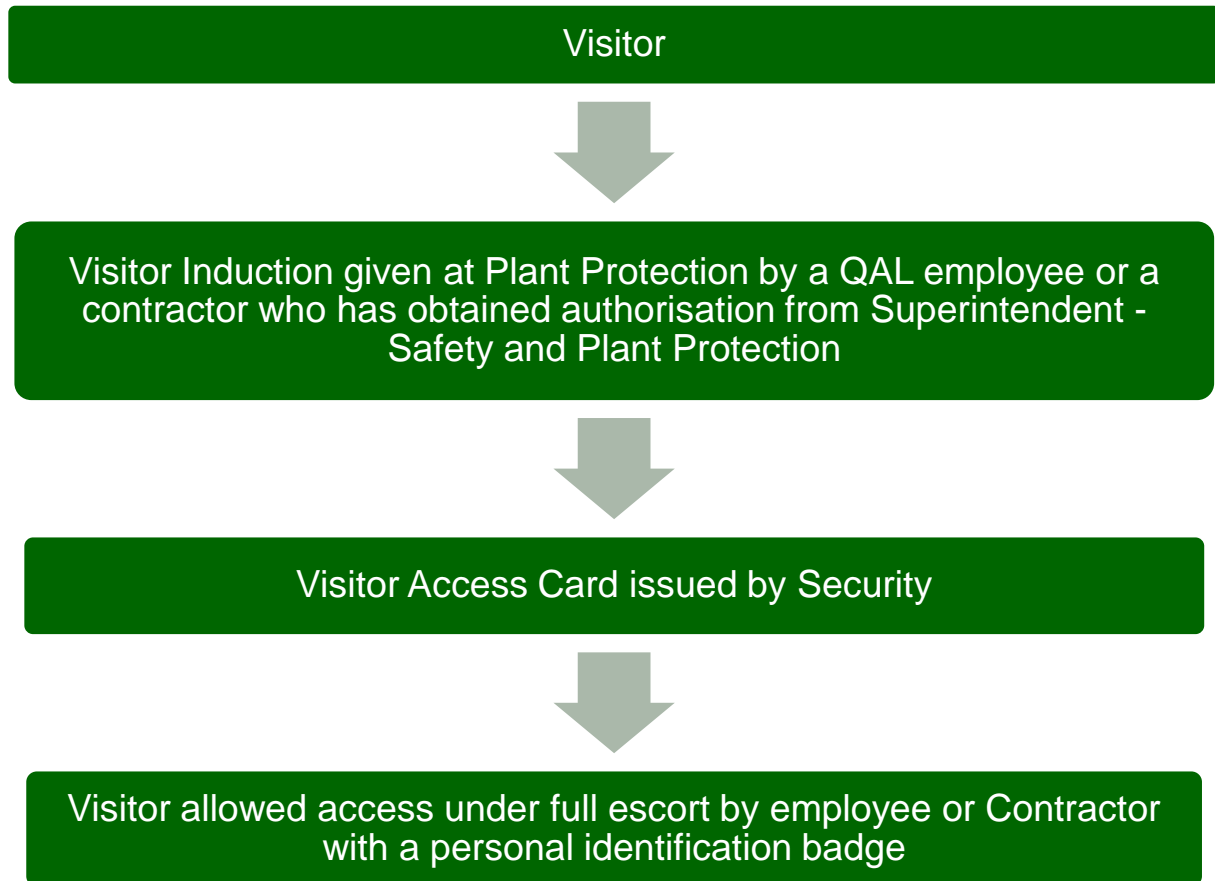 Visitor
Visitor Induction given at Plant Protection by a QAL employee or a
contractor who has obtained authorisation from Superintendent -
Safety and Plant Protection
Visitor Access Card issued by Security
Visitor allowed access under full escort by employee or Contractor
with a personal identification badge